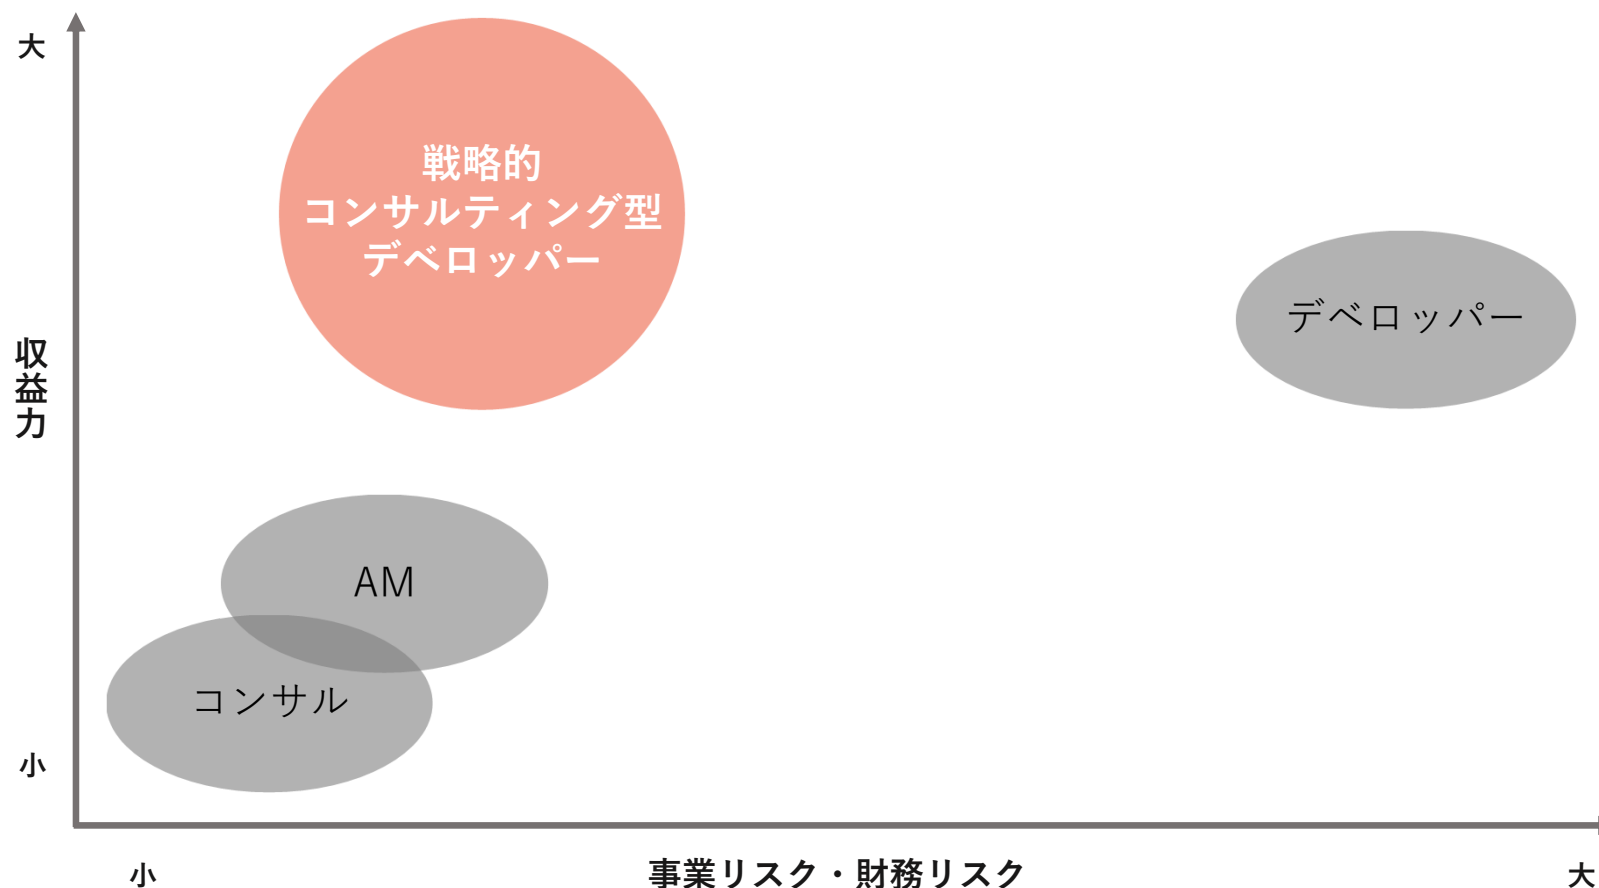 大
戦略的
コンサルティング型
デベロッパー
デベロッパー
収益力
AM
コンサル
小
小
事業リスク・財務リスク
大